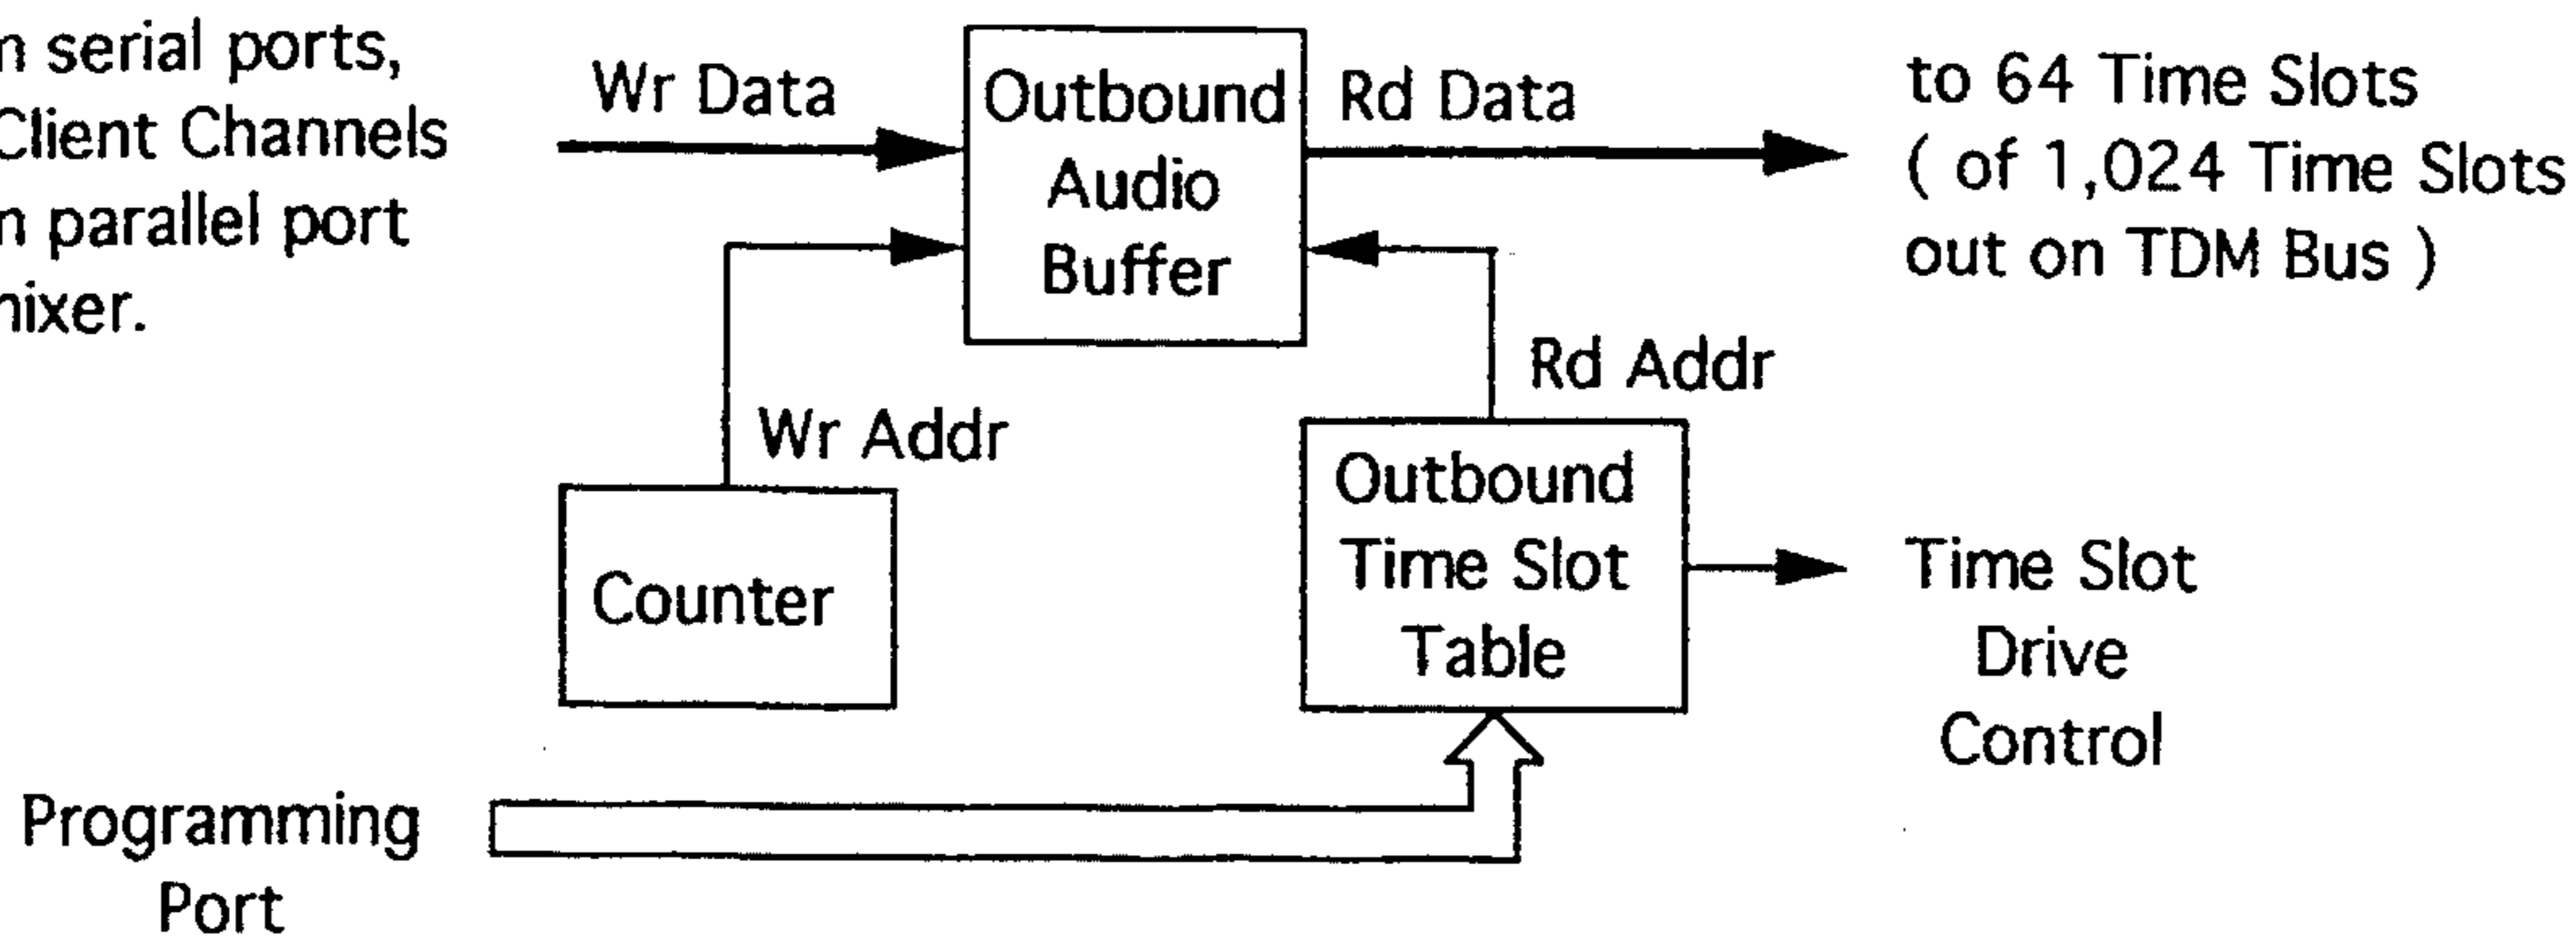 serial ports,
Client Channels
parallel port
Wr Data
Outbound
Audio
Buffer
Rd Data
to 64 Time Slots
( of 1,024 Time Slots
out on TDM Bus )
Wr Addr
Rd Addr
Counter
Outbound
Time Slot
Table
Time Slot
Drive
Control
Programming
Port